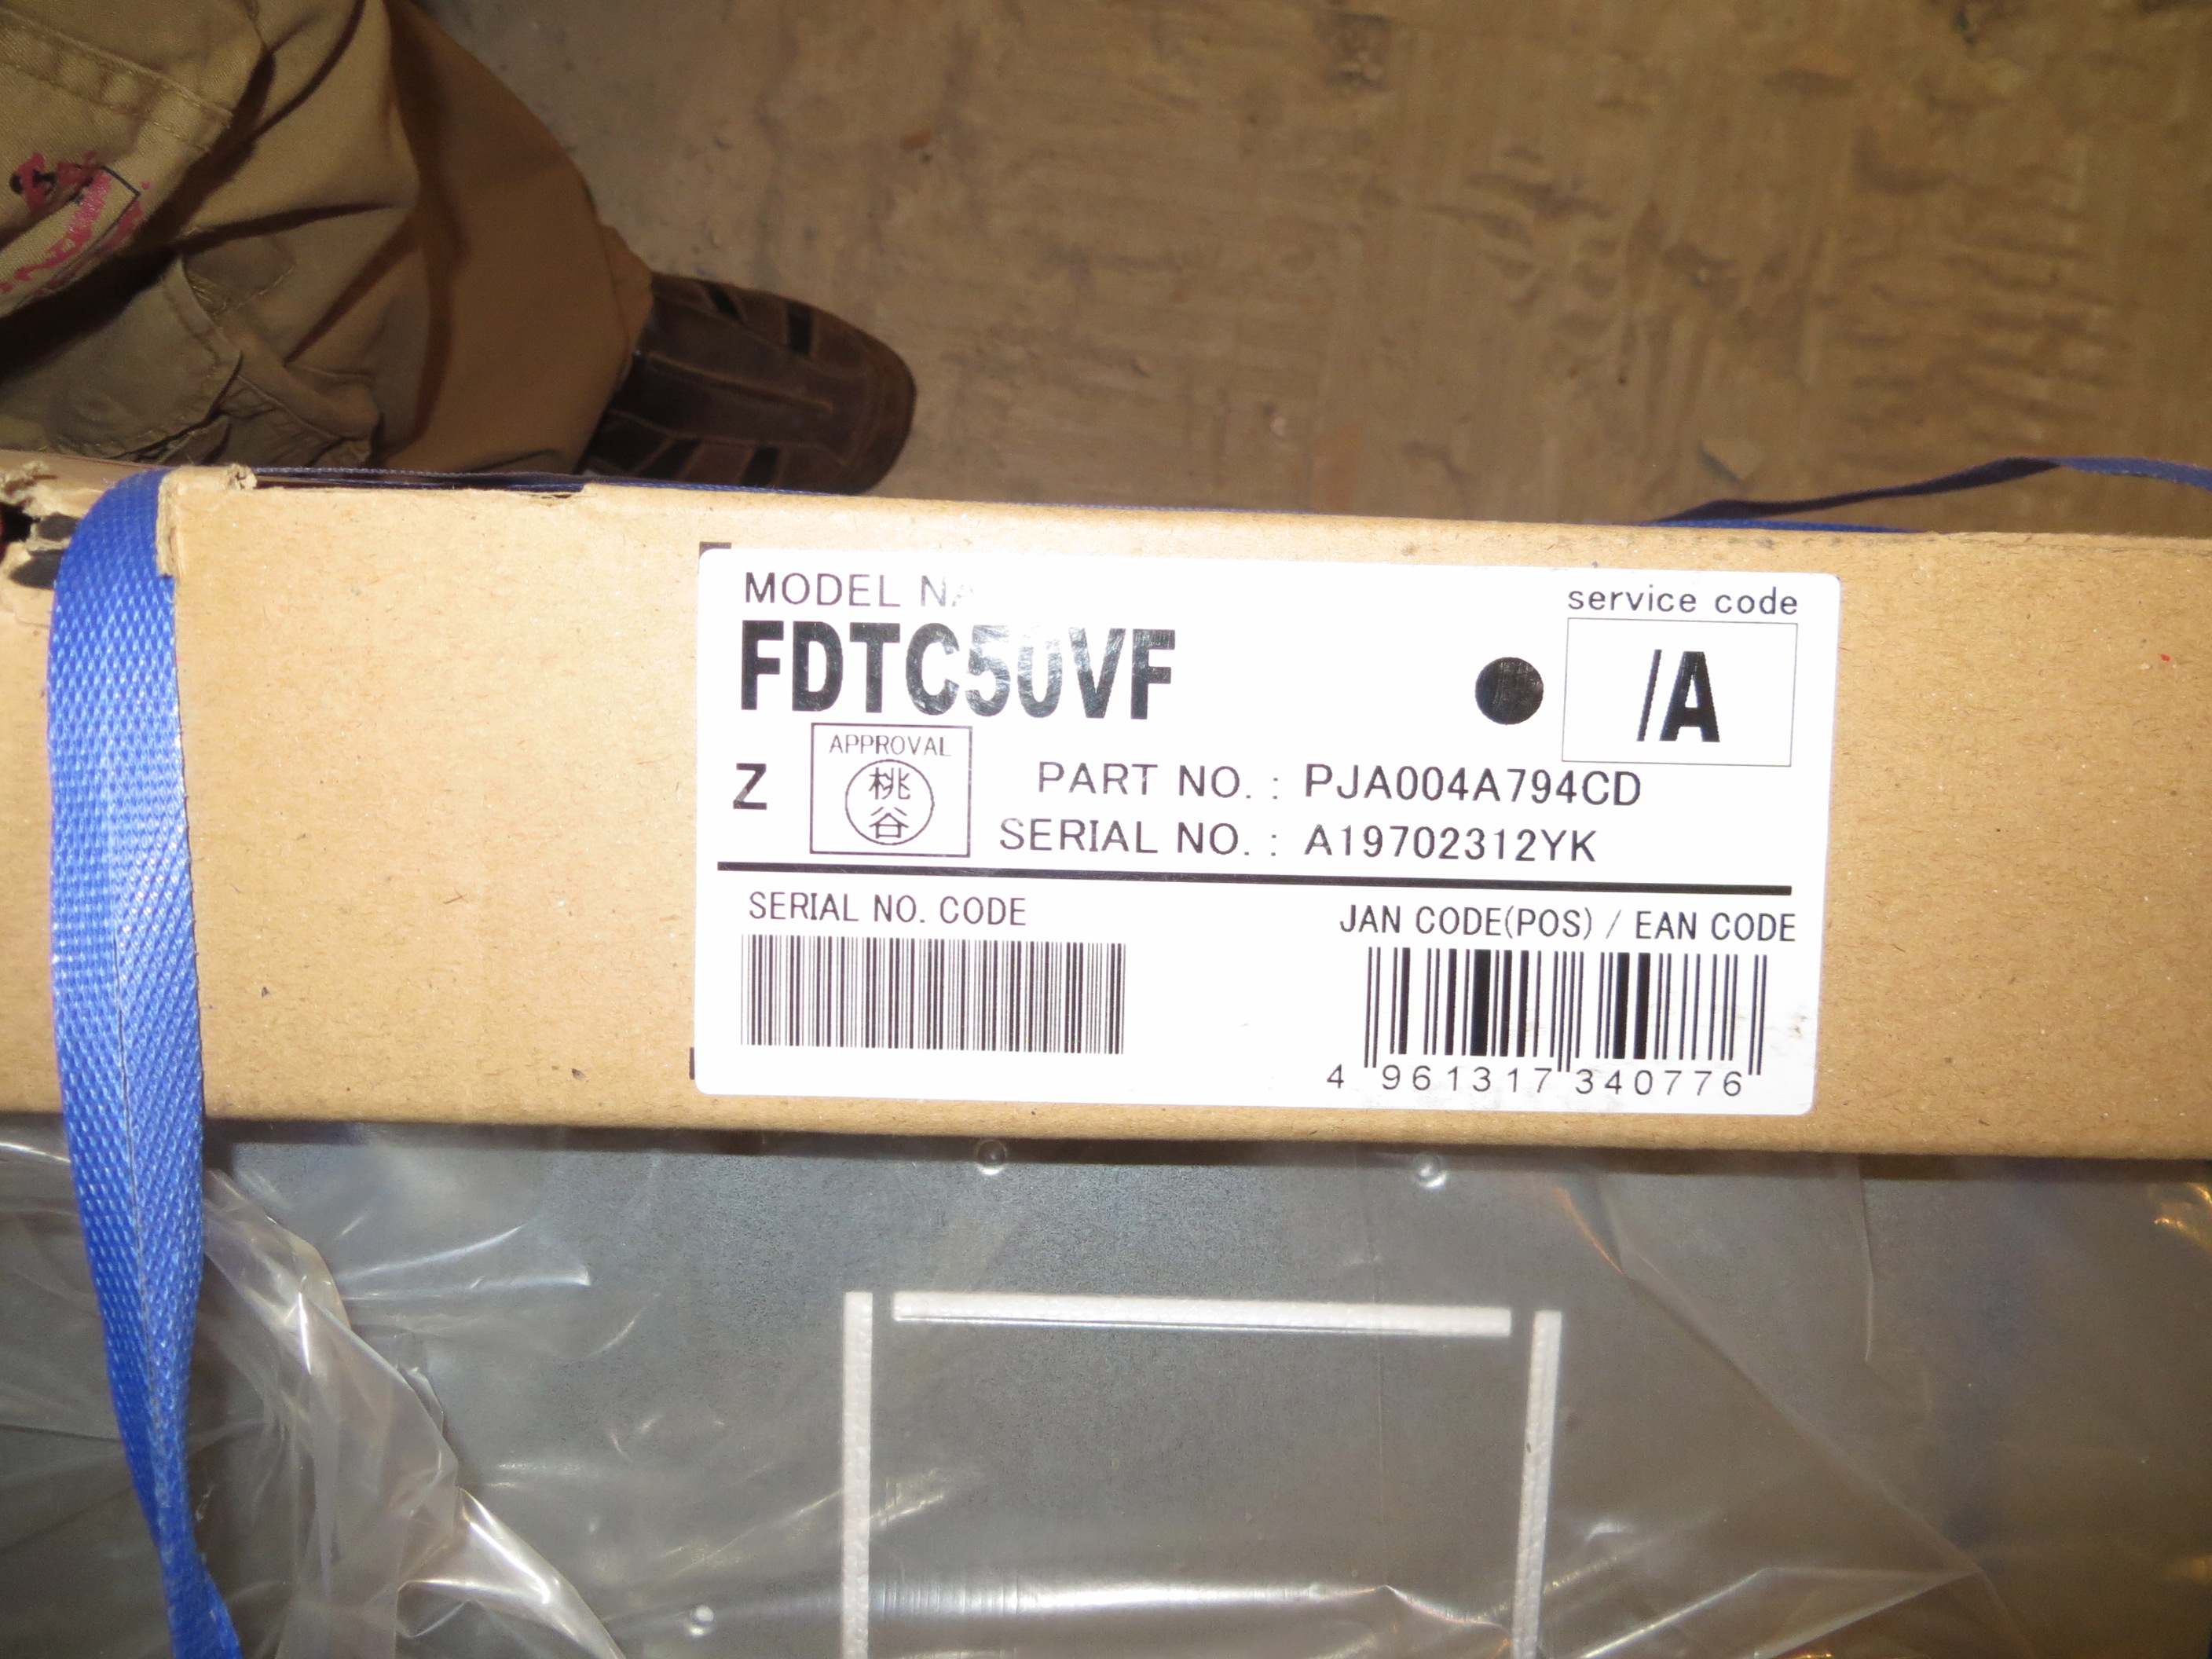 MODEL
service code
FDTC50VF
/A
Z
APPROVAL
桃
谷
PART NO. : PJA004A794CD
SERIAL NO. : A19702312YK
SERIAL NO. CODE
JAN CODE(POS) / EAN CODE
4 961317 340776